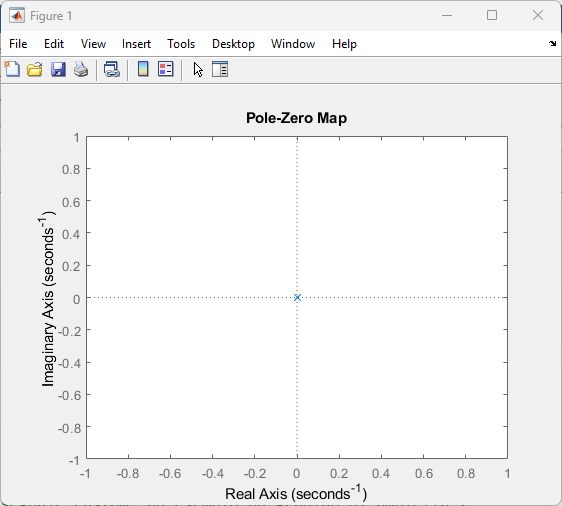 Figure 1
File Edit View Insert Tools Desktop Window Help
Pole-Zero Map
1
0.8
0.6
0.4
0.2
0
-0.2
-0.4
-0.6
-0.8
-1
Imaginary Axis (seconds⁻¹)
-1 -0.8 -0.6 -0.4 -0.2 0 0.2 0.4 0.6 0.8 1
Real Axis (seconds⁻¹)